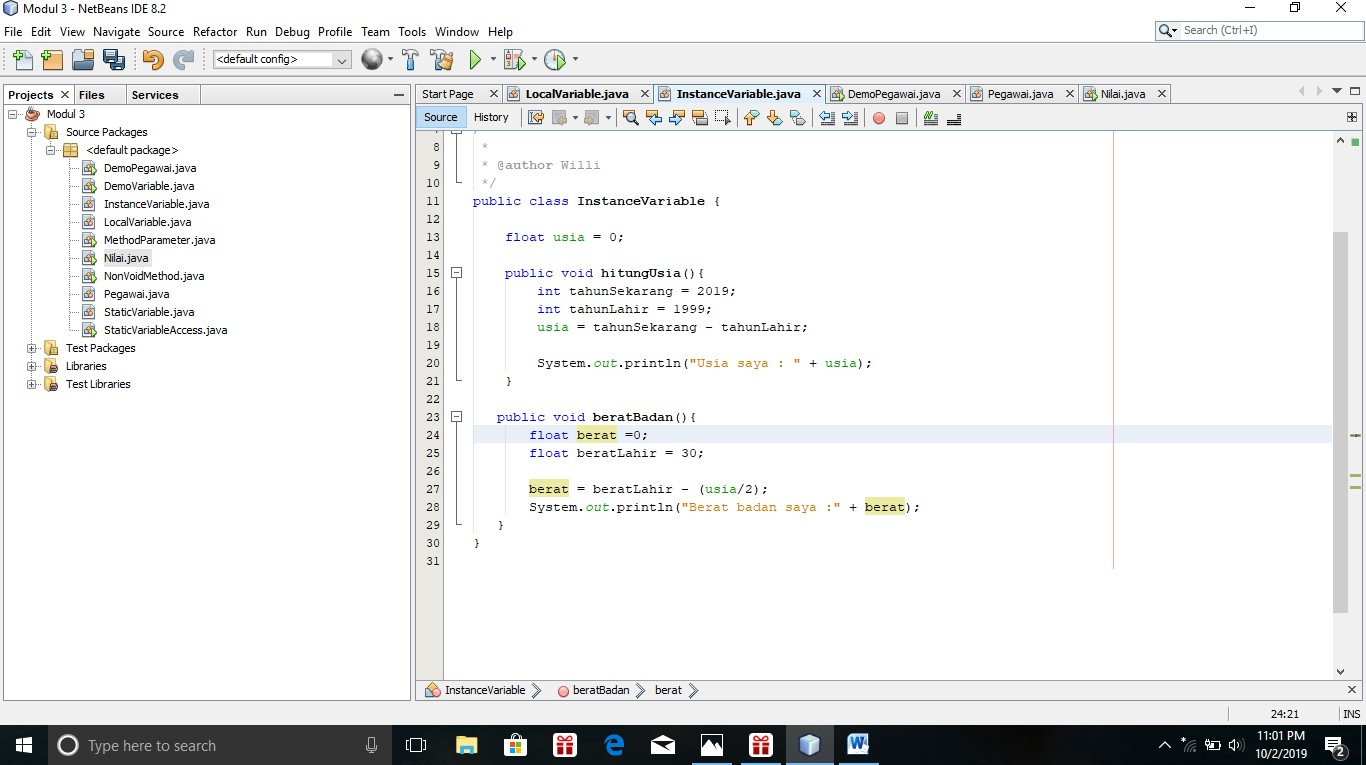 Modul 3 - NetBeans IDE 8.2
File Edit View Navigate Source Refactor Run Debug Profile Team Tools Window Help
Search (Ctrl+I)
<default config>
Projects Files Services
Modul 3
Source Packages
<default package>
DemoPegawai.java
DemoVariable.java
InstanceVariable.java
LocalVariable.java
MethodParameter.java
Nilai.java
NonVoidMethod.java
Pegawai.java
StaticVariable.java
StaticVariableAccess.java
Test Packages
Libraries
Test Libraries
Start Page LocalVariable.java InstanceVariable.java DemoPegawai.java Pegawai.java Nilai.java
Source History
8 *
9 * @author Willi
10 */
11 public class InstanceVariable {
12
13 float usia = 0;
14
15 public void hitungUsia(){
16 int tahunSekarang = 2019;
17 int tahunLahir = 1999;
18 usia = tahunSekarang - tahunLahir;
19
20 System.out.println("Usia saya : " + usia);
21 }
22
23 public void beratBadan(){
24 float berat =0;
25 float beratLahir = 30;
26
27 berat = beratLahir - (usia/2);
28 System.out.println("Berat badan saya :" + berat);
29 }
30 }
31
InstanceVariable beratBadan berat
24:21 INS
Type here to search
11:01 PM
10/2/2019
2